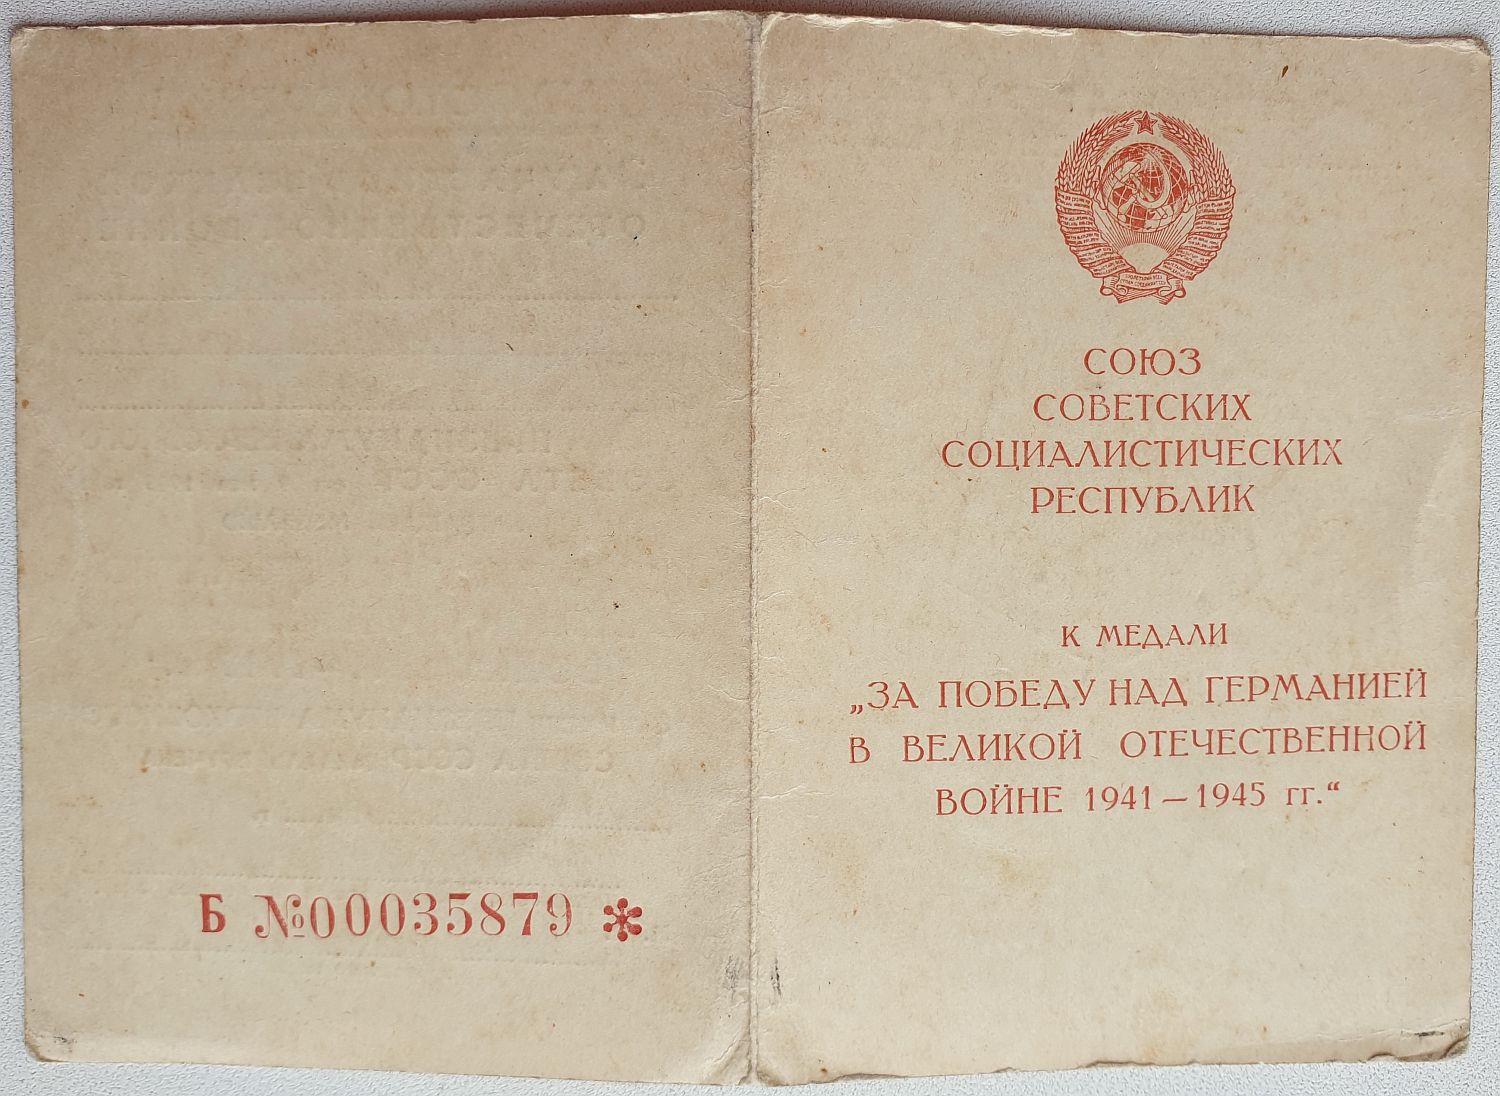 Б №00035879 *
СОЮЗ
СОВЕТСКИХ
СОЦИАЛИСТИЧЕСКИХ
РЕСПУБЛИК
К МЕДАЛИ
„ЗА ПОБЕДУ НАД ГЕРМАНИЕЙ
В ВЕЛИКОЙ ОТЕЧЕСТВЕННОЙ
ВОЙНЕ 1941—1945 гг.“